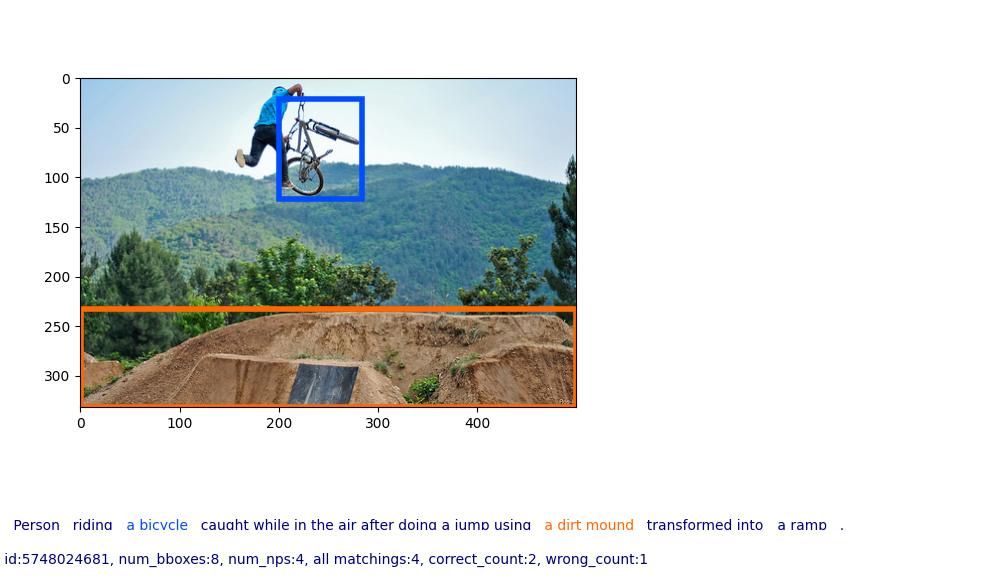 0
50
100
150
200
250
300
0 100 200 300 400
Person riding a bicycle caught while in the air after doing a jump using a dirt mound transformed into a ramp .
id:5748024681, num_bboxes:8, num_nps:4, all matchings:4, correct_count:2, wrong_count:1